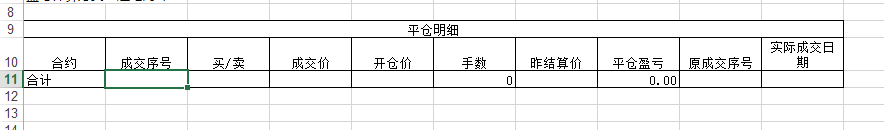 8
9 平仓明细
10 合约 成交序号 买/卖 成交价 开仓价 手数 昨结算价 平仓盈亏 原成交序号 实际成交日期
11 合计 0 0.00
12
13